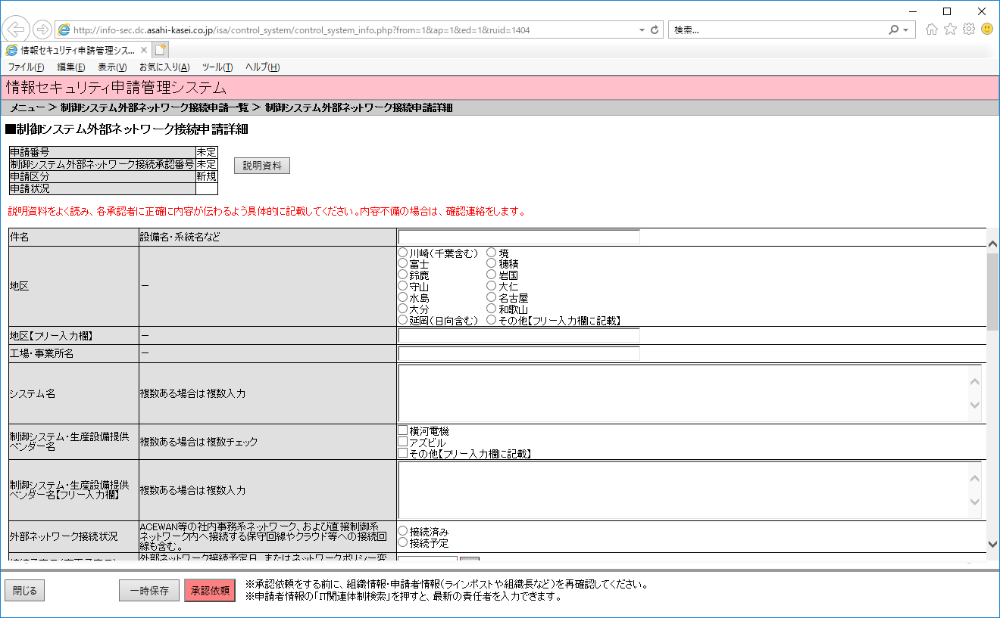 http://info-sec.dc.asahi-kasei.co.jp/isa/control_system/control_system_info.php?from=1&ap=1&ed=1&ruid=1404
検索...
情報セキュリティ申請管理シス...
ファイル(F) 編集(E) 表示(V) お気に入り(A) ツール(T) ヘルプ(H)
情報セキュリティ申請管理システム
メニュー > 制御システム外部ネットワーク接続申請一覧 > 制御システム外部ネットワーク接続申請詳細
■制御システム外部ネットワーク接続申請詳細
申請番号 未定
制御システム外部ネットワーク接続承認番号 未定
申請区分 新規
申請状況
説明資料
説明資料をよく読み、各承認者に正確に内容が伝わるよう具体的に記載してください。内容不備の場合は、確認連絡をします。
件名 設備名・系統名など
地区 ー
川崎(千葉含む) 境
富士 穂積
鈴鹿 岩国
守山 大仁
水島 名古屋
大分 和歌山
延岡(日向含む) その他【フリー入力欄に記載】
地区【フリー入力欄】 ー
工場・事業所名 ー
システム名 複数ある場合は複数入力
制御システム・生産設備提供
ベンダー名
複数ある場合は複数チェック
横河電機
アズビル
その他【フリー入力欄に記載】
制御システム・生産設備提供
ベンダー名【フリー入力欄】
複数ある場合は複数入力
外部ネットワーク接続状況
ACEWAN等の社内事務系ネットワーク、および直接制御系
ネットワーク内へ接続する保守回線やクラウド等への接続回
線も含む。
接続済み
接続予定
外部ネットワーク接続予定日、またはネットワークポリシー変
閉じる 一時保存 承認依頼
※承認依頼をする前に、組織情報・申請者情報(ラインポストや組織長など)を再確認してください。
※申請者情報の「IT関連体制検索」を押すと、最新の責任者を入力できます。